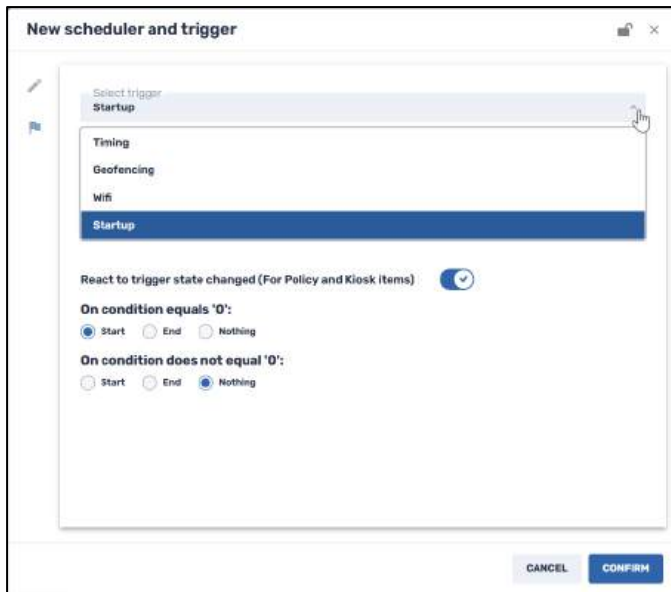 New scheduler and trigger
Select trigger
Startup
Timing
Geofencing
Wifi
Startup
React to trigger state changed (For Policy and Kiosk items)
On condition equals '0':
Start End Nothing
On condition does not equal '0':
Start End Nothing
CANCEL CONFIRM